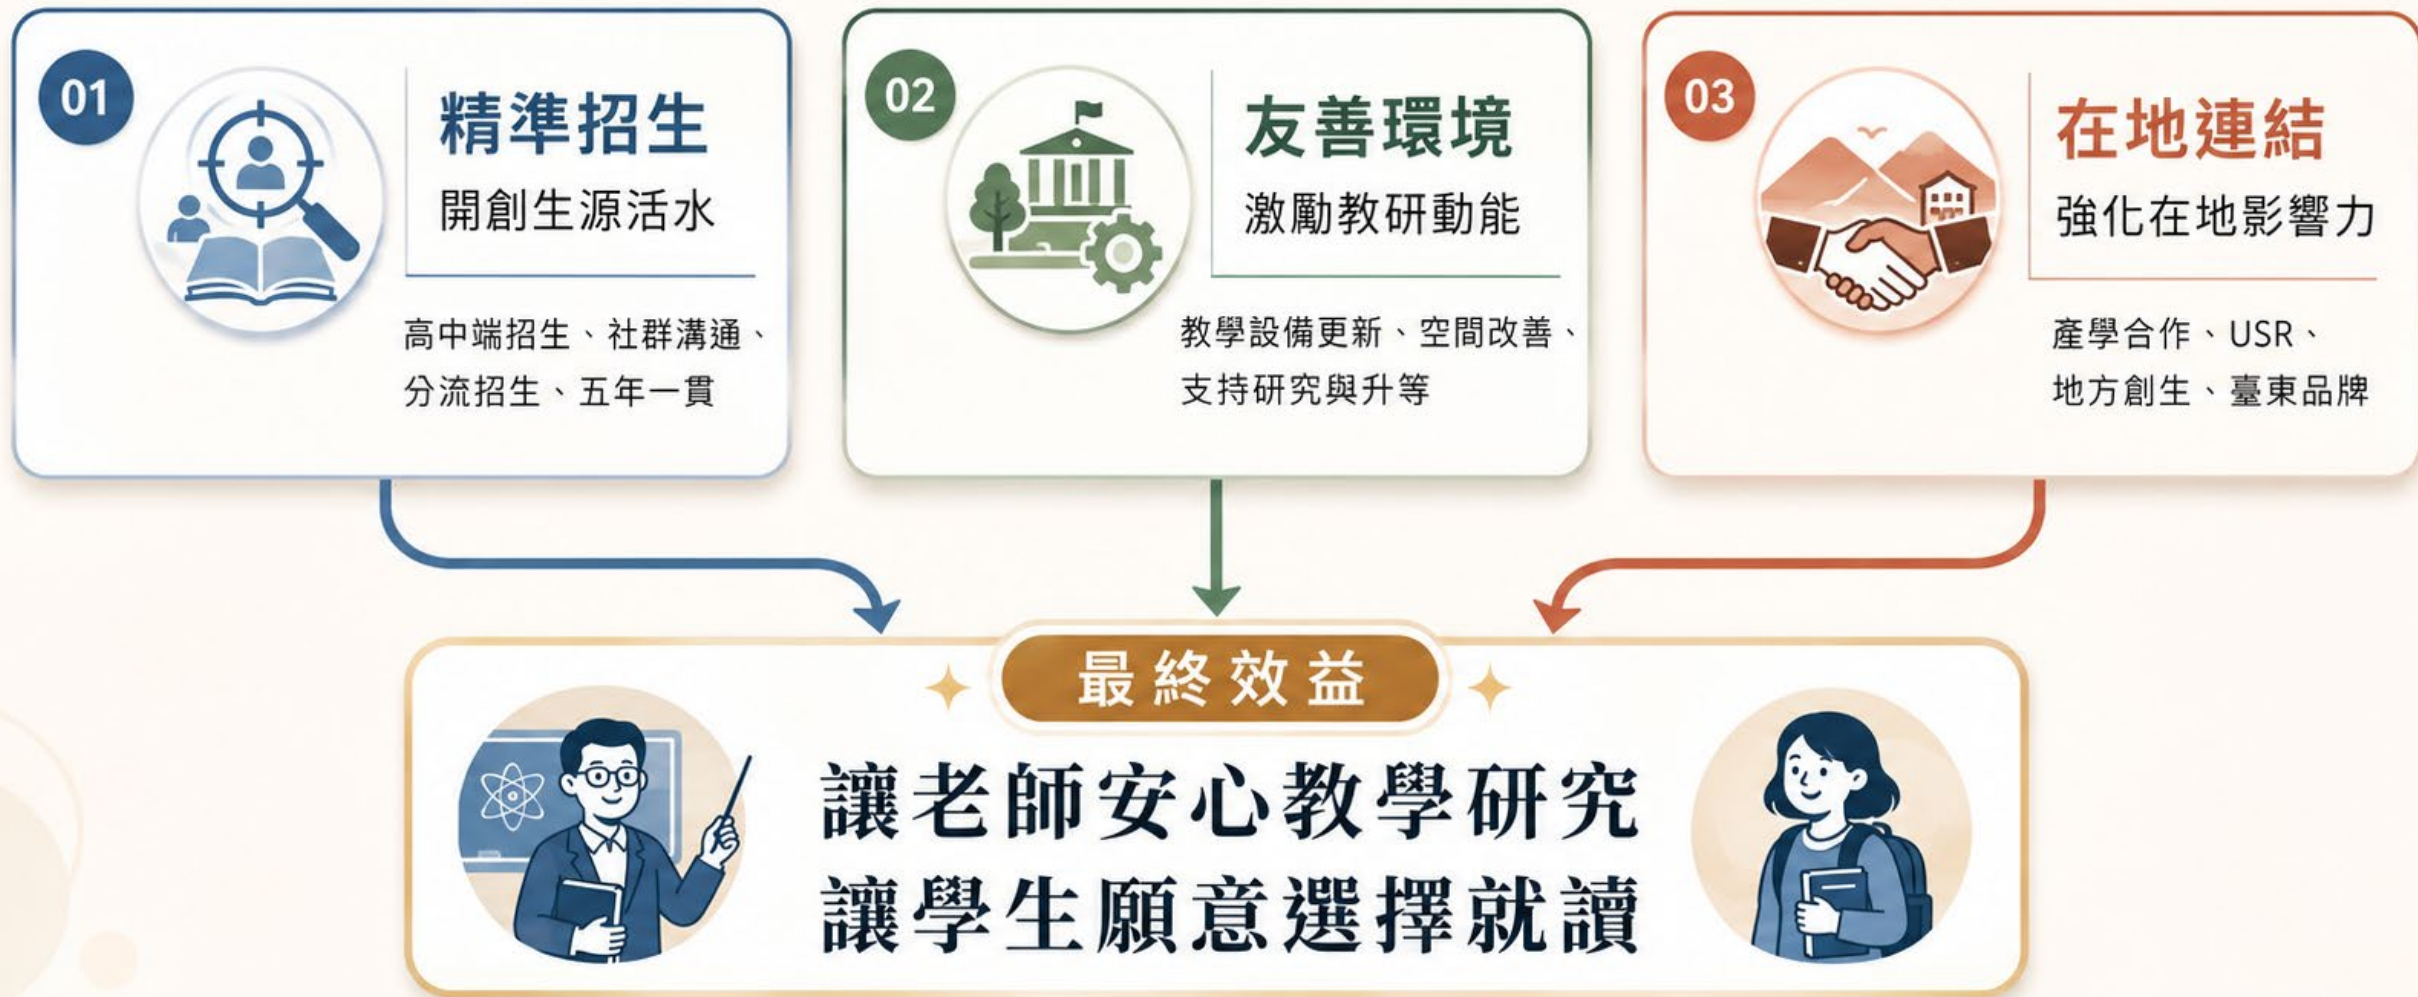 01
精準招生
開創生源活水
高中端招生、社群溝通、
分流招生、五年一貫
02
友善環境
激勵教研動能
教學設備更新、空間改善、
支持研究與升等
03
在地連結
強化在地影響力
產學合作、USR、
地方創生、臺東品牌
最終效益
讓老師安心教學研究
讓學生願意選擇就讀